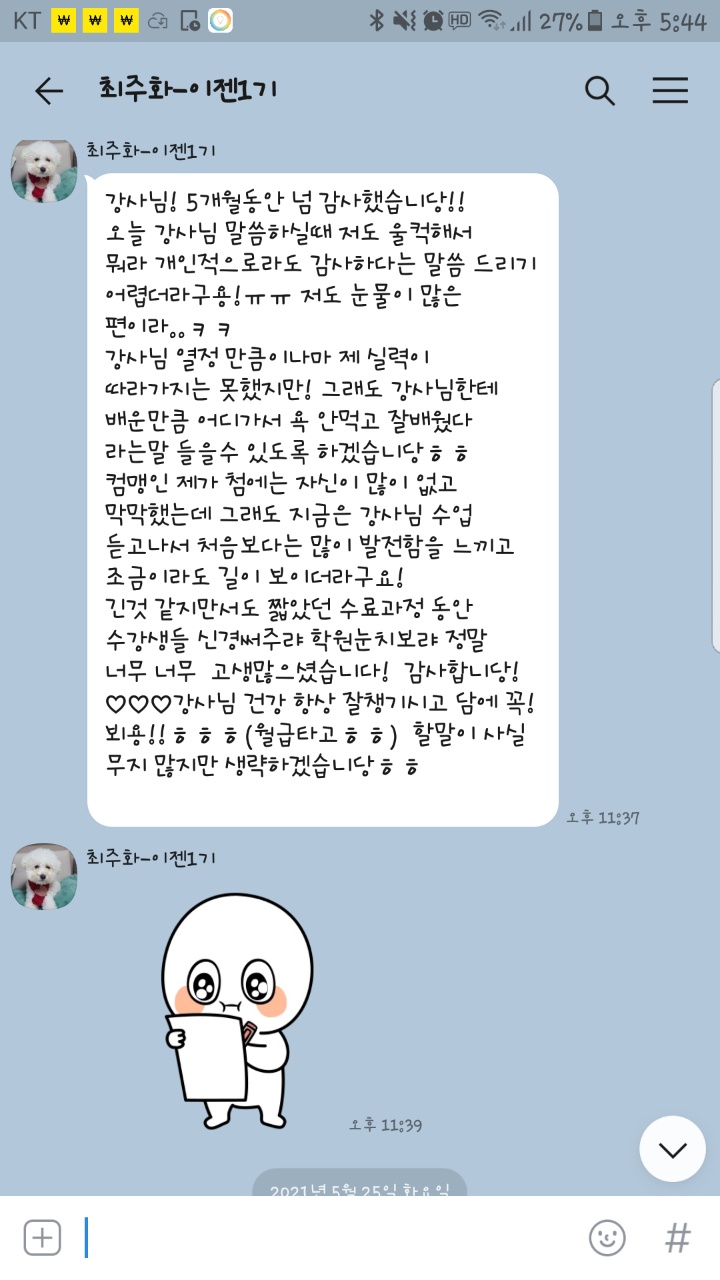 KT ₩ ₩ ₩ HD 27% 오후 5:44
최주화-이젠1기
최주화-이젠1기
강사님! 5개월동안 넘 감사했습니당!!
오늘 강사님 말씀하실때 저도 울컥해서
뭐라 개인적으로라도 감사하다는 말씀 드리기
어렵더라구용!ㅠㅠ 저도 눈물이 많은
편이라.. ㅋ ㅋ
강사님 열정 만큼이나마 제 실력이
따라가지는 못했지만! 그래도 강사님한테
배운만큼 어디가서 욕 안먹고 잘배웠다
라는말 들을수 있도록 하겠습니당ㅎㅎ
컴맹인 제가 첨에는 자신이 많이 없고
막막했는데 그래도 지금은 강사님 수업
듣고나서 처음보다는 많이 발전함을 느끼고
조금이라도 길이 보이더라구요!
긴것 같지만서도 짧았던 수료과정 동안
수강생들 신경써주랴 학원눈치보랴 정말
너무 너무 고생많으셨습니다! 감사합니당!
♡♡♡강사님 건강 항상 잘챙기시고 담에 꼭!
뵈용!!ㅎㅎㅎ(월급타고ㅎㅎ) 할말이 사실
무지 많지만 생략하겠습니당ㅎㅎ
오후 11:37
최주화-이젠1기
오후 11:39
2021년 5월 25일 화요일